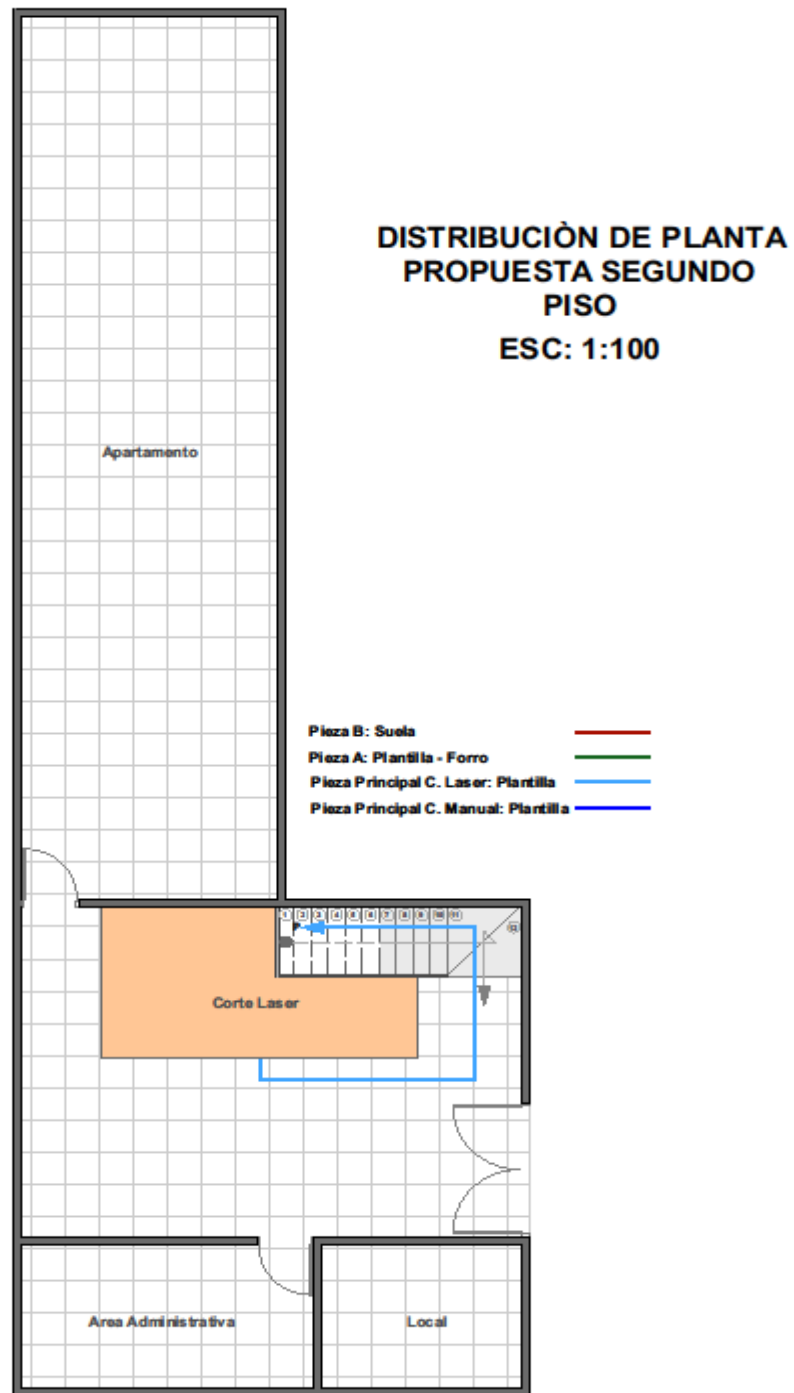 DISTRIBUCIÒN DE PLANTA
PROPUESTA SEGUNDO
PISO
ESC: 1:100
Apartamento
Pieza B: Suela
Pieza A: Plantilla - Forro
Pieza Principal C. Laser: Plantilla
Pieza Principal C. Manual: Plantilla
1 2 3 4 5 6 7 8 9 10 11
Corte Laser
Area Administrativa
Local